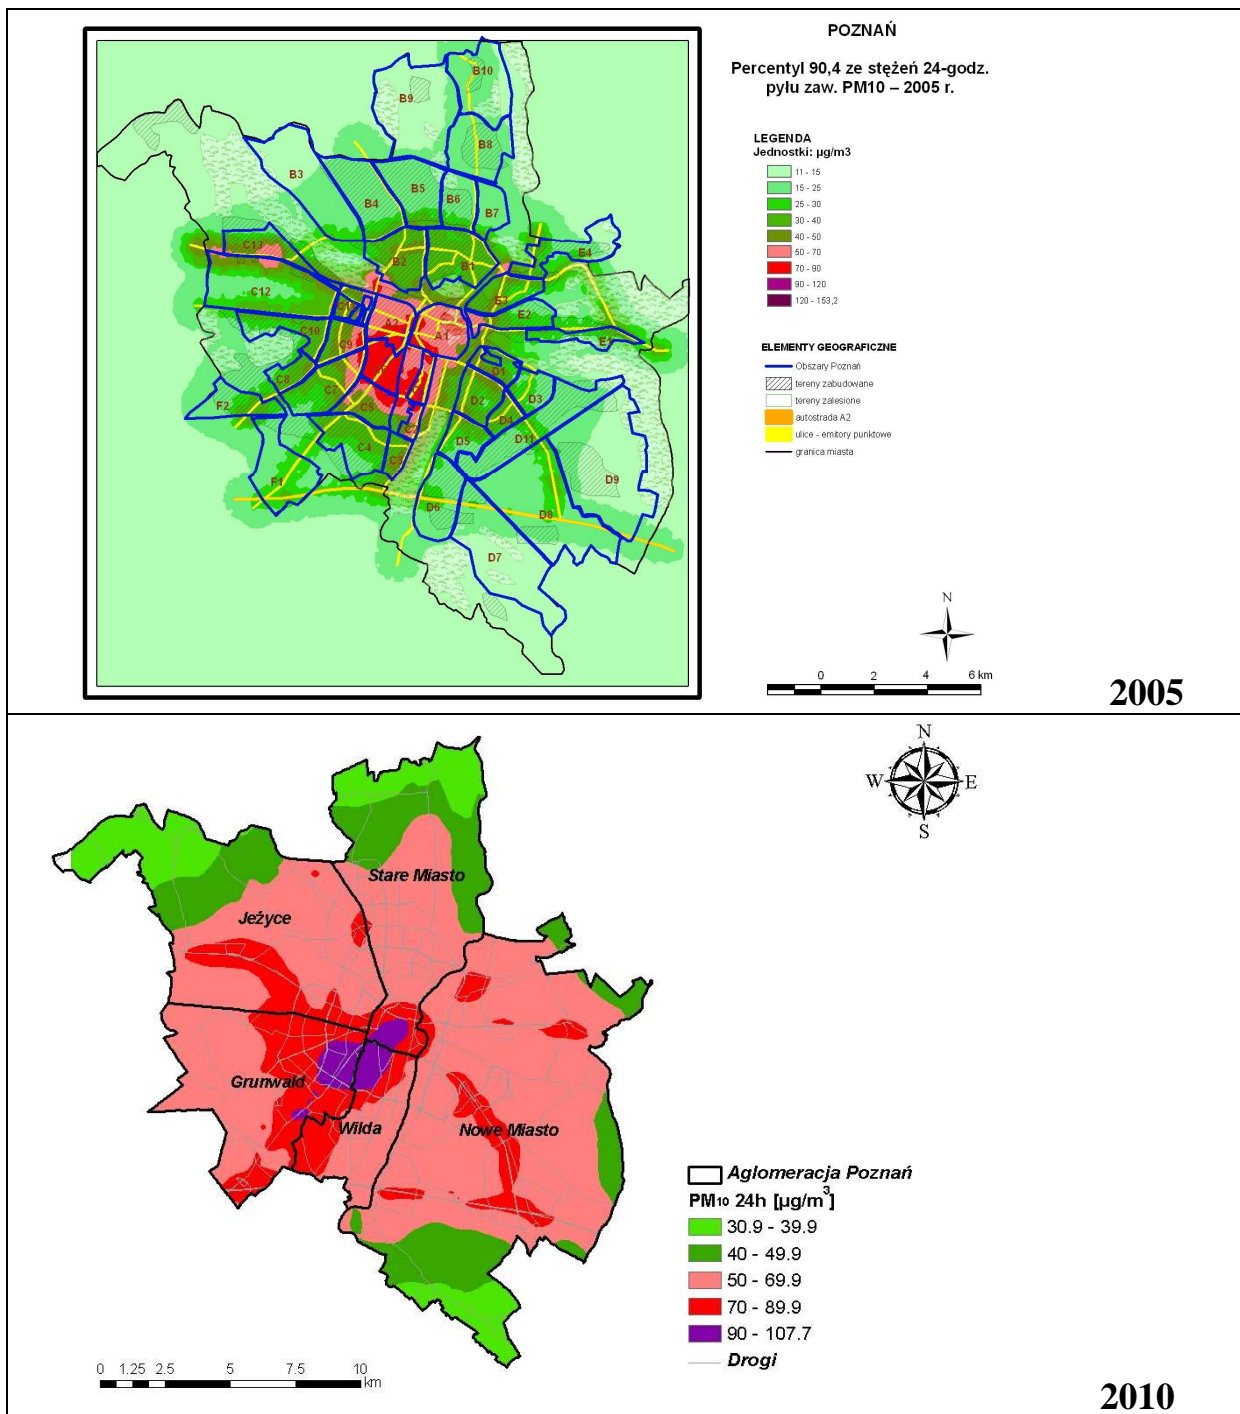 POZNAŃ
Percentyl 90,4 ze stężeń 24-godz.
pyłu zaw. PM10 – 2005 r.
LEGENDA
Jednostki: µg/m3
11 - 15
15 - 25
25 - 30
30 - 40
40 - 50
50 - 70
70 - 90
90 - 120
120 - 153,2
ELEMENTY GEOGRAFICZNE
Obszary Poznań
tereny zabudowane
tereny zalesione
autostrada A2
ulice - emitory punktowe
granica miasta
B10
B9
B8
B3
B5
B4
B6
B7
C13
E4
B2
B1
C12
E3
A2
E2
C10
A1
E1
C9
D1
C8
C7
D2
D3
F2
C5
D4
D5
D11
C4
C3
F1
D9
D6
D8
D7
N
0 2 4 6 km
2005
N
W E
S
Stare Miasto
Jeżyce
Grunwald
Wilda
Nowe Miasto
Aglomeracja Poznań
PM10 24h [µg/m3]
30.9 - 39.9
40 - 49.9
50 - 69.9
70 - 89.9
90 - 107.7
Drogi
0 1.25 2.5 5 7.5 10
km
2010